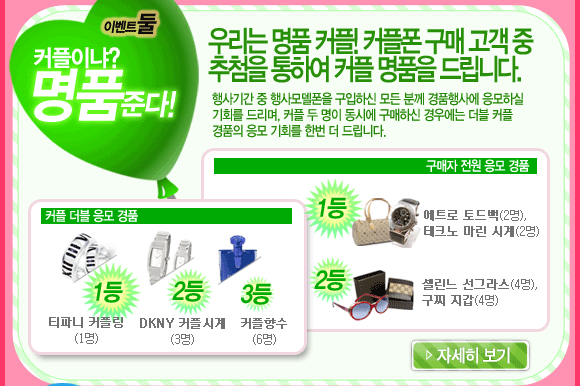 이벤트둘
커플이냐?
명품준다!
우리는 명품 커플! 커플폰 구매 고객 중
추첨을 통하여 커플 명품을 드립니다.
행사기간 중 행사모델폰을 구입하신 모든 분께 경품행사에 응모하실
기회를 드리며, 커플 두 명이 동시에 구매하신 경우에는 더블 커플
경품의 응모 기회를 한번 더 드립니다.
구매자 전원 응모 경품
1등
에트로 토드백(2명),
테크노 마린 시계(2명)
2등
셀린느 선그라스(4명),
구찌 지갑(4명)
커플 더블 응모 경품
1등
티파니 커플링
(1명)
2등
DKNY 커플시계
(3명)
3등
커플향수
(6명)
자세히 보기